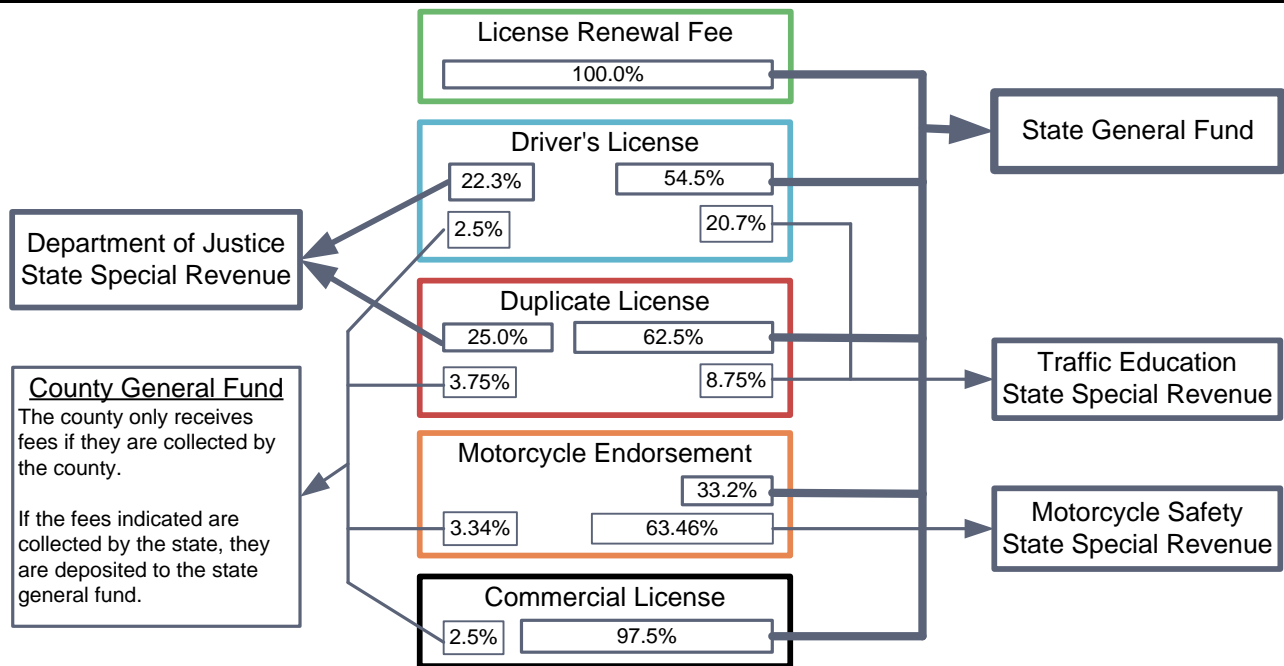 License Renewal Fee
100.0%
State General Fund
Driver's License
22.3%
54.5%
2.5%
20.7%
Department of Justice
State Special Revenue
Duplicate License
25.0%
62.5%
3.75%
8.75%
Traffic Education
State Special Revenue
County General Fund
The county only receives
fees if they are collected by
the county.
If the fees indicated are
collected by the state, they
are deposited to the state
general fund.
Motorcycle Endorsement
33.2%
3.34%
63.46%
Motorcycle Safety
State Special Revenue
Commercial License
2.5%
97.5%